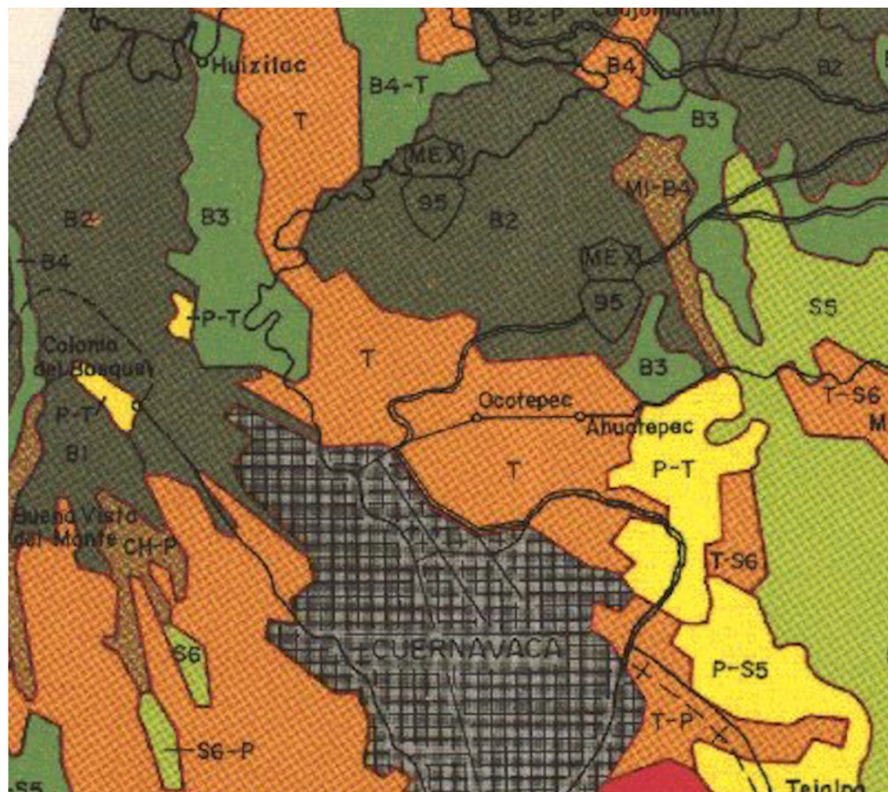 B2-P
Huizilac
B4-T
B4
B2
T
B3
MEX
95
MI-B4
B2
B3
B2
MEX
95
B4
S5
P-T
Colonia
del Bosque
T
B3
T-S6
Ocotepec
M
P-T
Ahuatepec
B1
T
P-T
Buena Vista
del Monte
CH-P
T-S6
S6
CUERNAVACA
P-S5
T-P
S6-P
-S5
Tejalpa